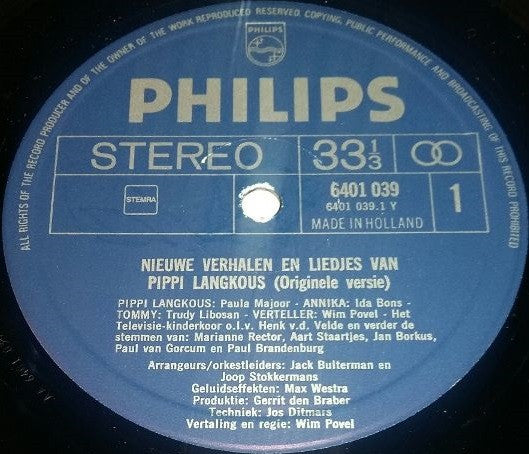 ALL RIGHTS OF THE RECORD PRODUCER AND OF THE OWNER OF THE WORK REPRODUCED RESERVED. COPYING, PUBLIC PERFORMANCE AND BROADCASTING OF THIS RECORD PROHIBITED
PHILIPS
PHILIPS
STEREO 33 1/3
STEMRA
6401 039
6401 039.1 Y
MADE IN HOLLAND
1
NIEUWE VERHALEN EN LIEDJES VAN
PIPPI LANGKOUS (Originele versie)
PIPPI LANGKOUS: Paula Majoor - ANNIKA: Ida Bons -
TOMMY: Trudy Libosan - VERTELLER: Wim Povel - Het
Televisie-kinderkoor o.l.v. Henk v.d. Velde en verder de
stemmen van: Marianne Rector, Aart Staartjes, Jan Borkus,
Paul van Gorcum en Paul Brandenburg
Arrangeurs/orkestleiders: Jack Bulterman en
Joop Stokkermans
Geluidseffekten: Max Westra
Produktie: Gerrit den Braber
Techniek: Jos Ditmars
Vertaling en regie: Wim Povel